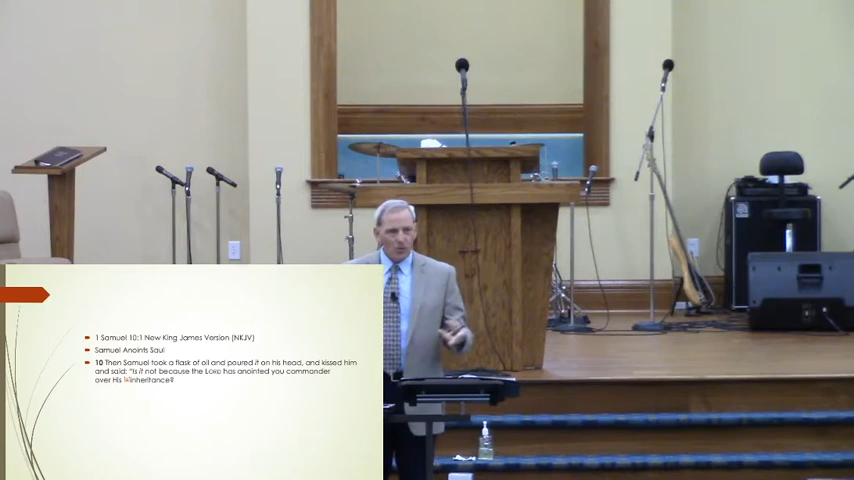 1 Samuel 10:1 New King James Version (NKJV)
Samuel Anoints Saul
10 Then Samuel took a flask of oil and poured it on his head, and kissed him
and said: “Is it not because the LORD has anointed you commander
over His [a]inheritance?